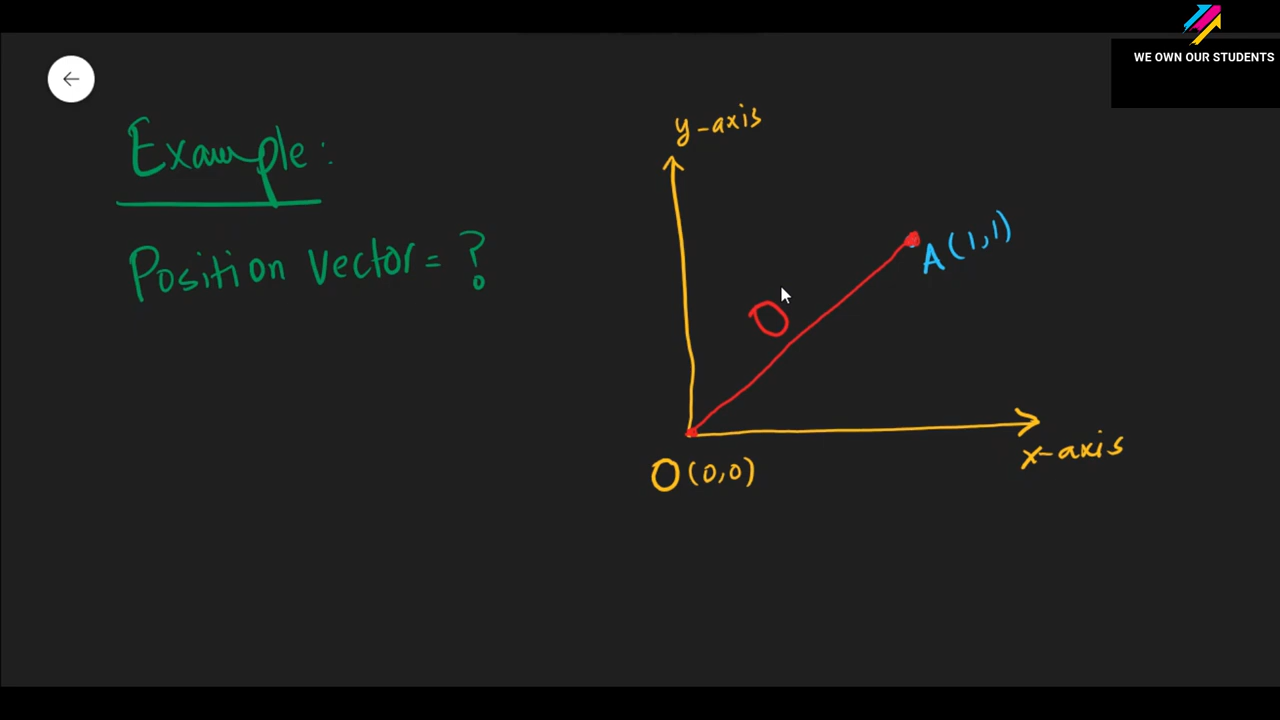 WE OWN OUR STUDENTS
Example:
Position Vector = ?
y-axis
A(1,1)
O
x-axis
O(0,0)